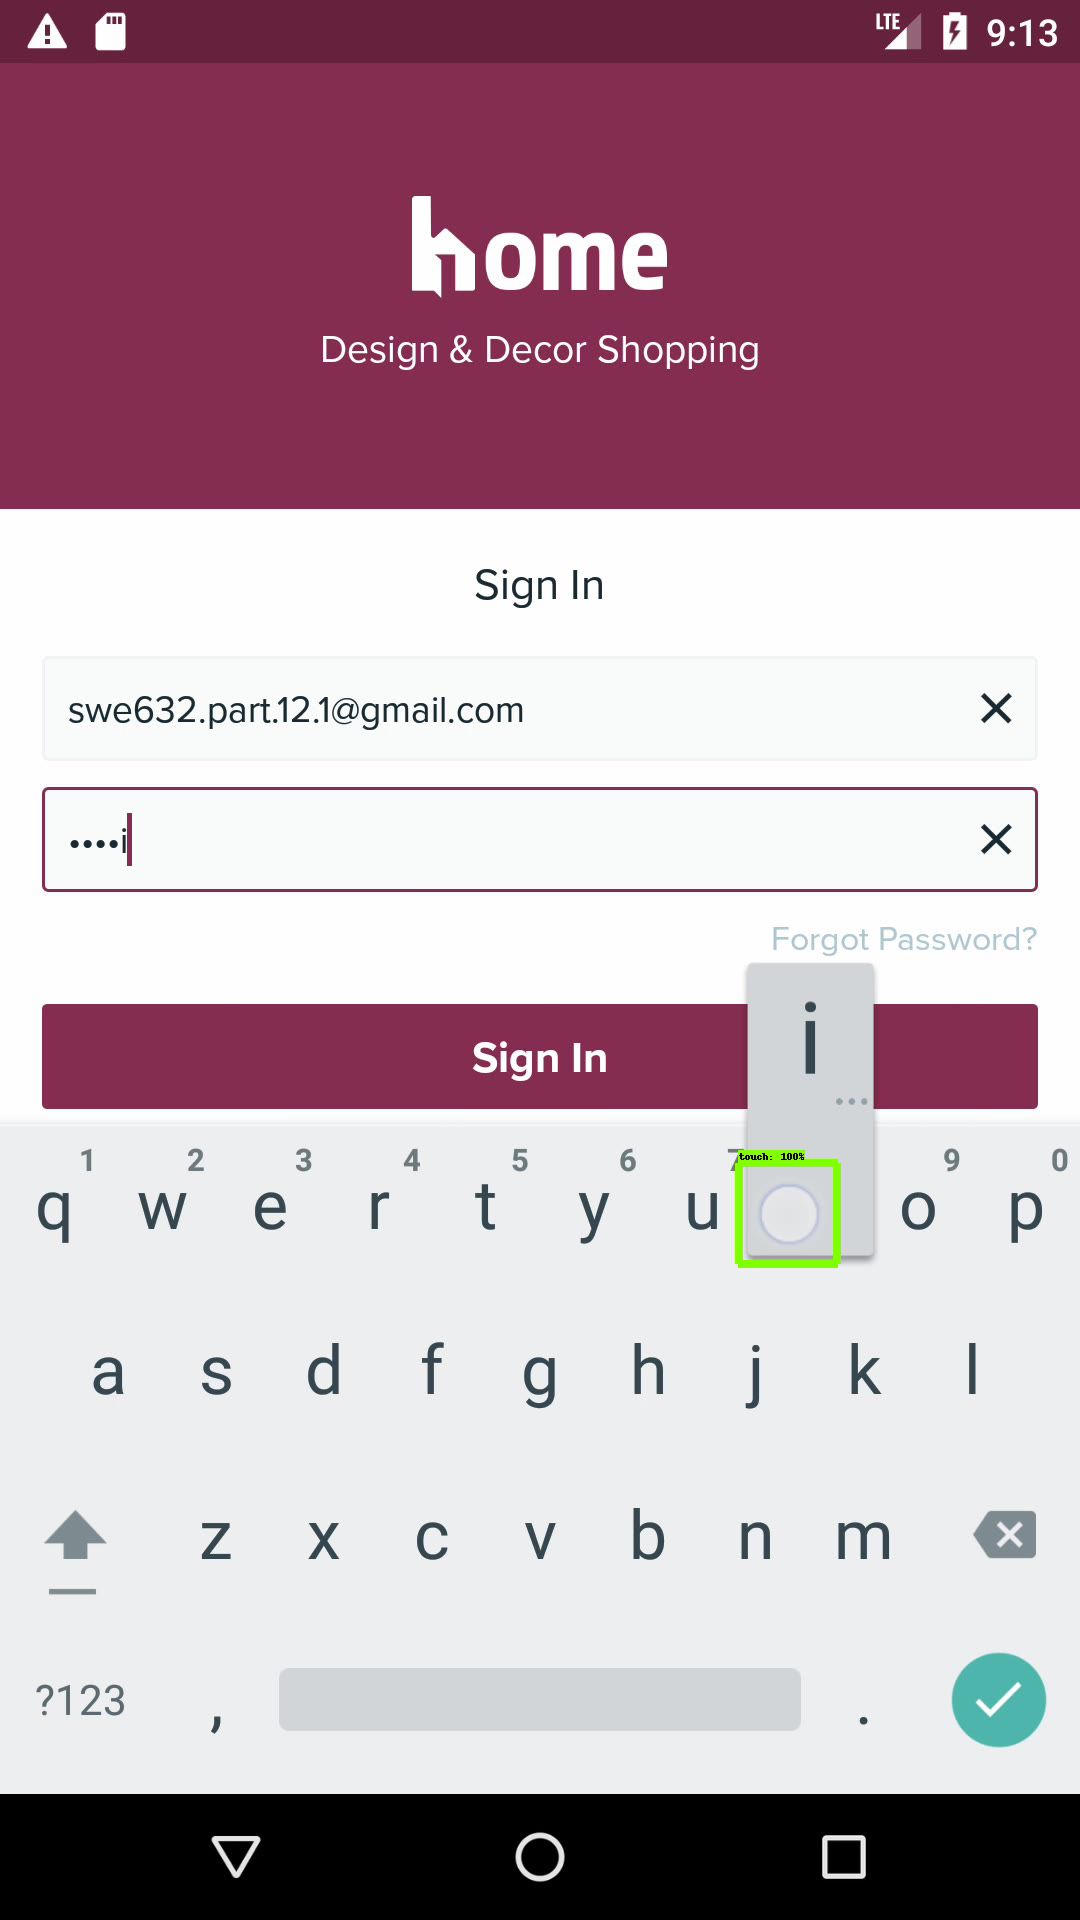 LTE 9:13
home
Design & Decor Shopping
Sign In
swe632.part.12.1@gmail.com
••••i
Forgot Password?
Sign In
i
...
touch: 100%
1 2 3 4 5 6 7 9 0
q w e r t y u o p
a s d f g h j k l
z x c v b n m
?123 , .